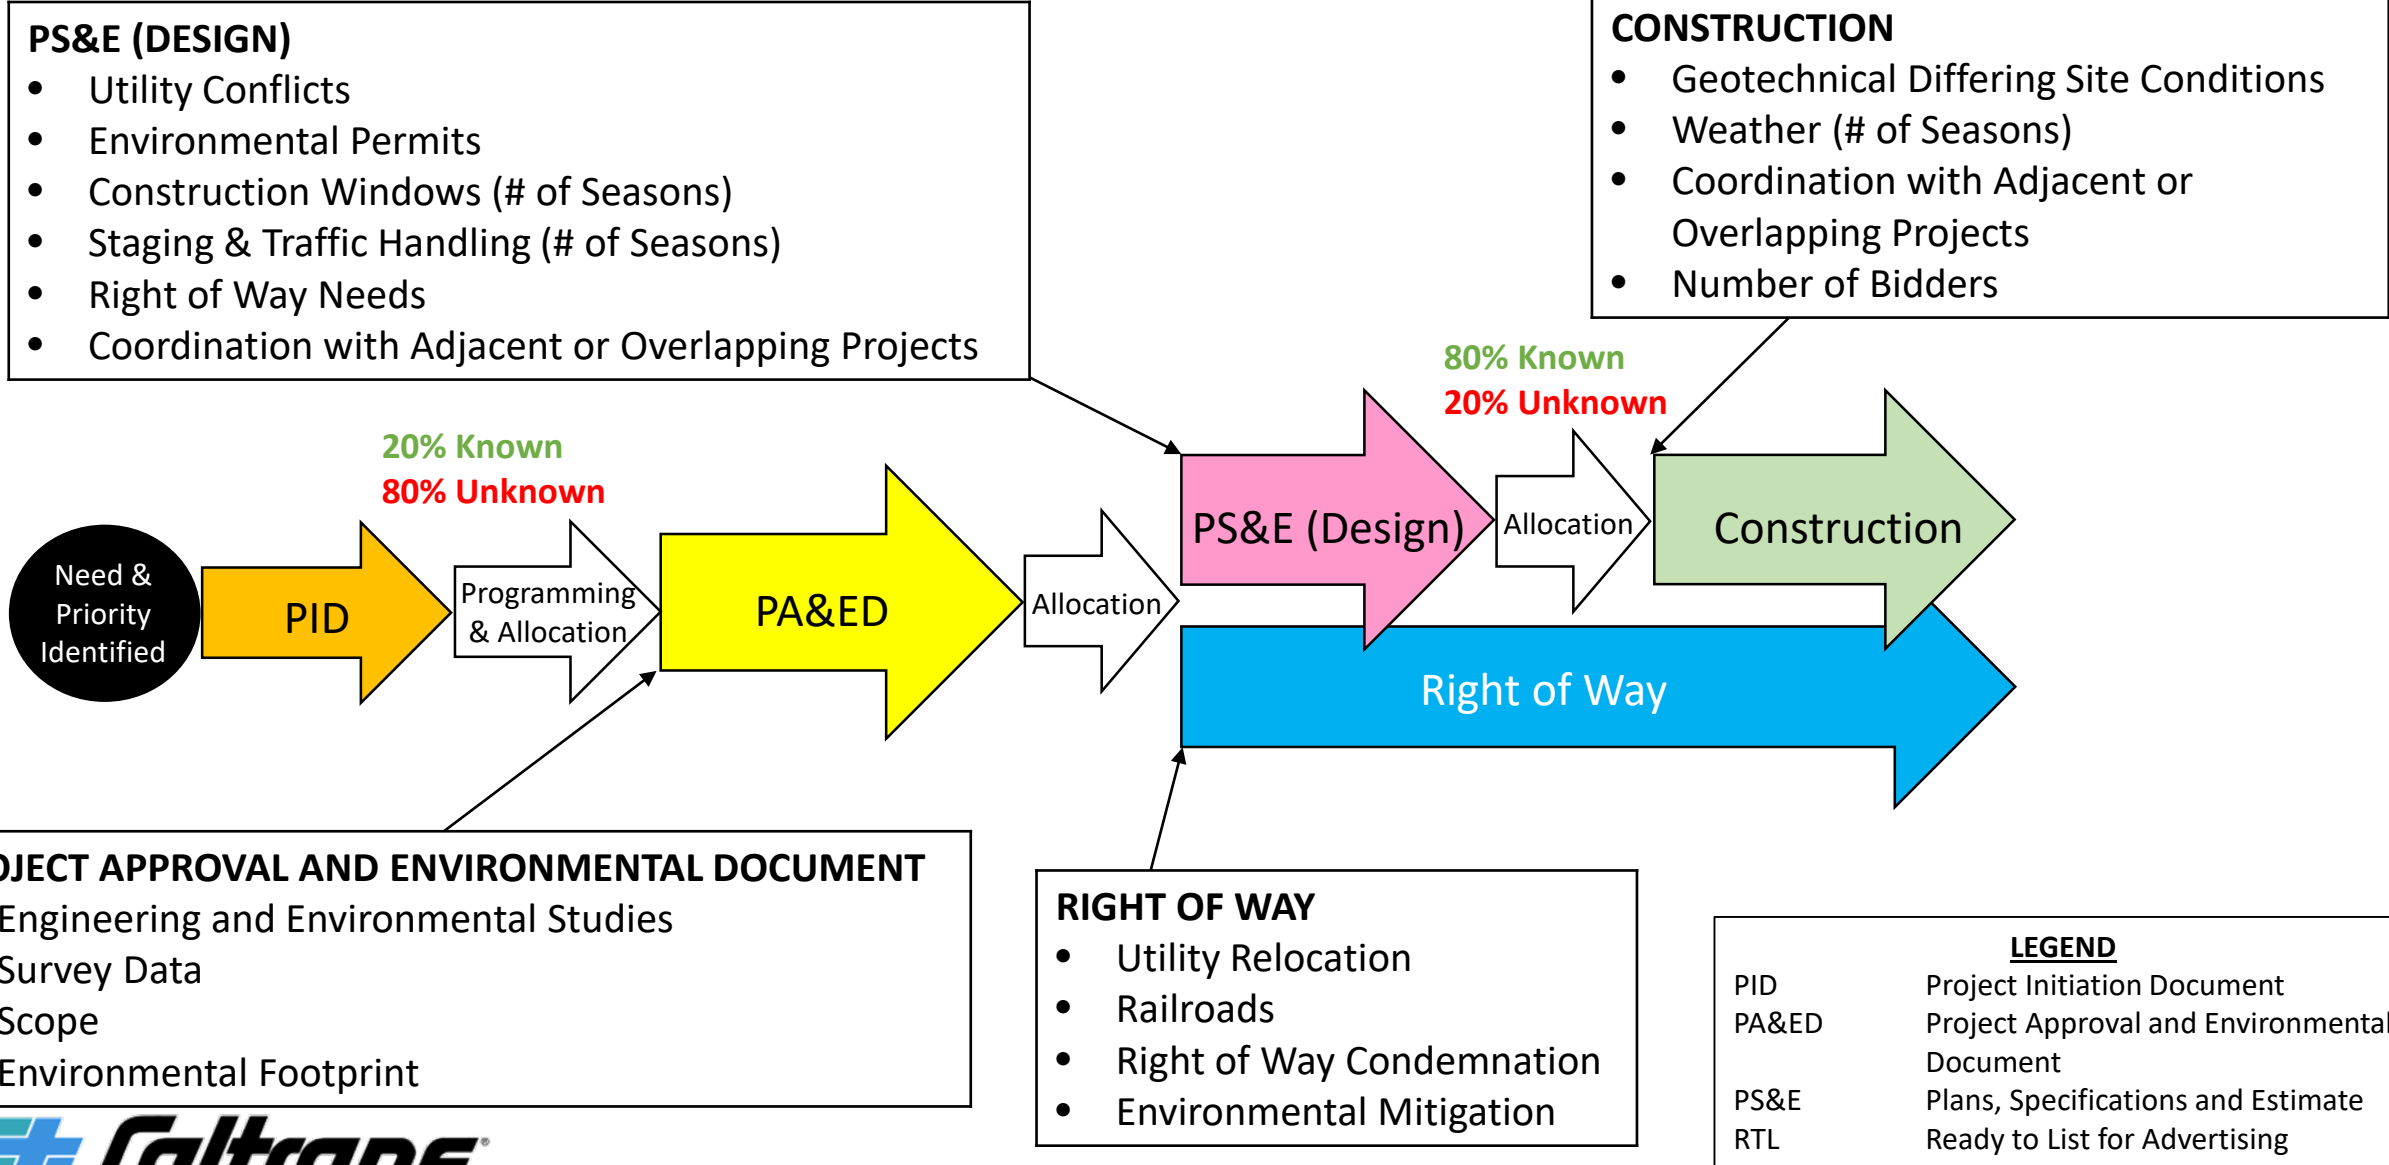 PS&E (DESIGN)
• Utility Conflicts
• Environmental Permits
• Construction Windows (# of Seasons)
• Staging & Traffic Handling (# of Seasons)
• Right of Way Needs
• Coordination with Adjacent or Overlapping Projects
CONSTRUCTION
• Geotechnical Differing Site Conditions
• Weather (# of Seasons)
• Coordination with Adjacent or
Overlapping Projects
• Number of Bidders
80% Known
20% Unknown
20% Known
80% Unknown
Need &
Priority
Identified
PID
Programming
& Allocation
PA&ED
Allocation
PS&E (Design)
Allocation
Construction
Right of Way
OJECT APPROVAL AND ENVIRONMENTAL DOCUMENT
Engineering and Environmental Studies
Survey Data
Scope
Environmental Footprint
RIGHT OF WAY
• Utility Relocation
• Railroads
• Right of Way Condemnation
• Environmental Mitigation
LEGEND
PID Project Initiation Document
PA&ED Project Approval and Environmental
Document
PS&E Plans, Specifications and Estimate
RTL Ready to List for Advertising
Caltrans®